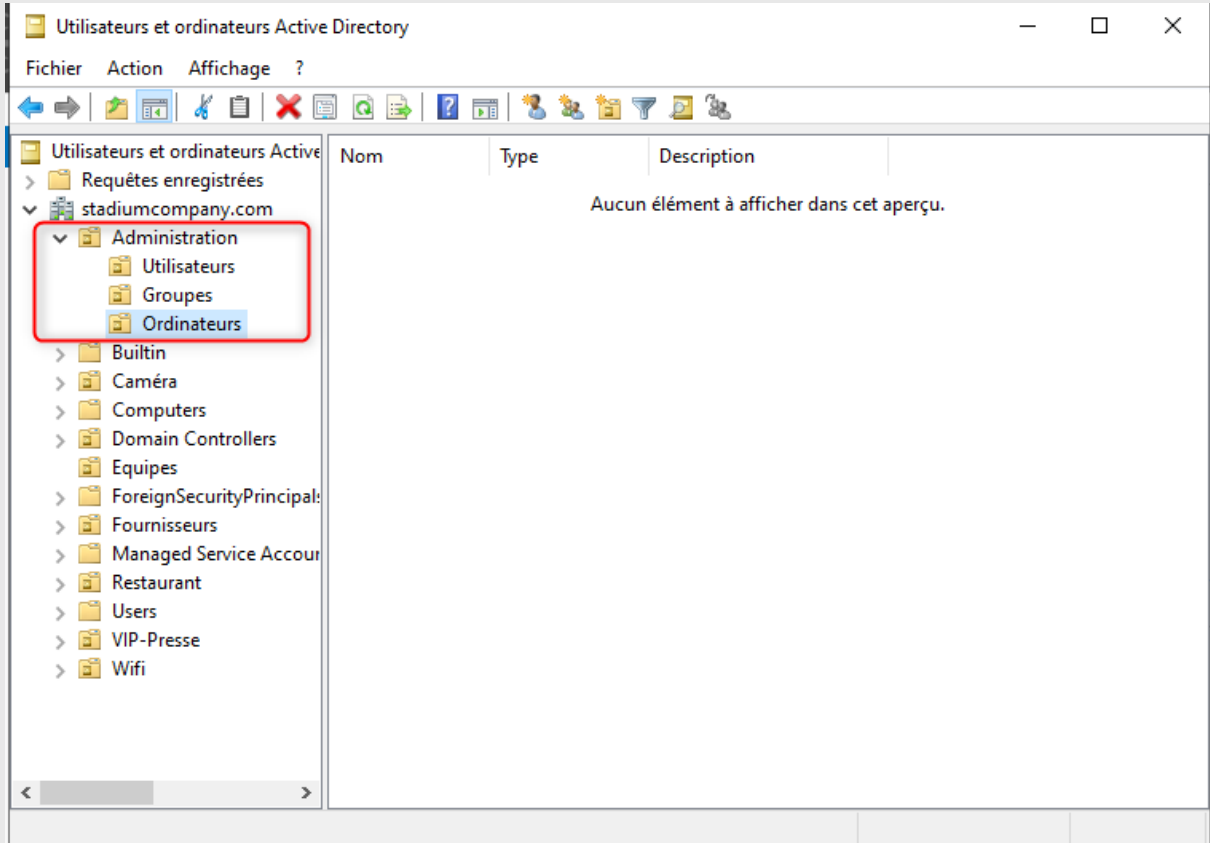 Utilisateurs et ordinateurs Active Directory
Fichier Action Affichage ?
Utilisateurs et ordinateurs Active
Nom Type Description
Requêtes enregistrées
stadiumcompany.com
Aucun élément à afficher dans cet aperçu.
Administration
Utilisateurs
Groupes
Ordinateurs
Builtin
Caméra
Computers
Domain Controllers
Equipes
ForeignSecurityPrincipals
Fournisseurs
Managed Service Accour
Restaurant
Users
VIP-Presse
Wifi